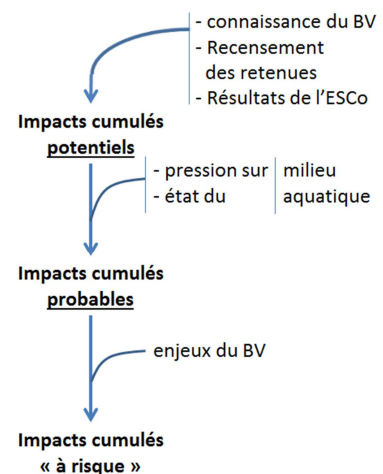 - connaissance du BV
- Recensement
des retenues
- Résultats de l'ESCo
Impacts cumulés
potentiels
- pression sur milieu
- état du aquatique
Impacts cumulés
probables
enjeux du BV
Impacts cumulés
« à risque »